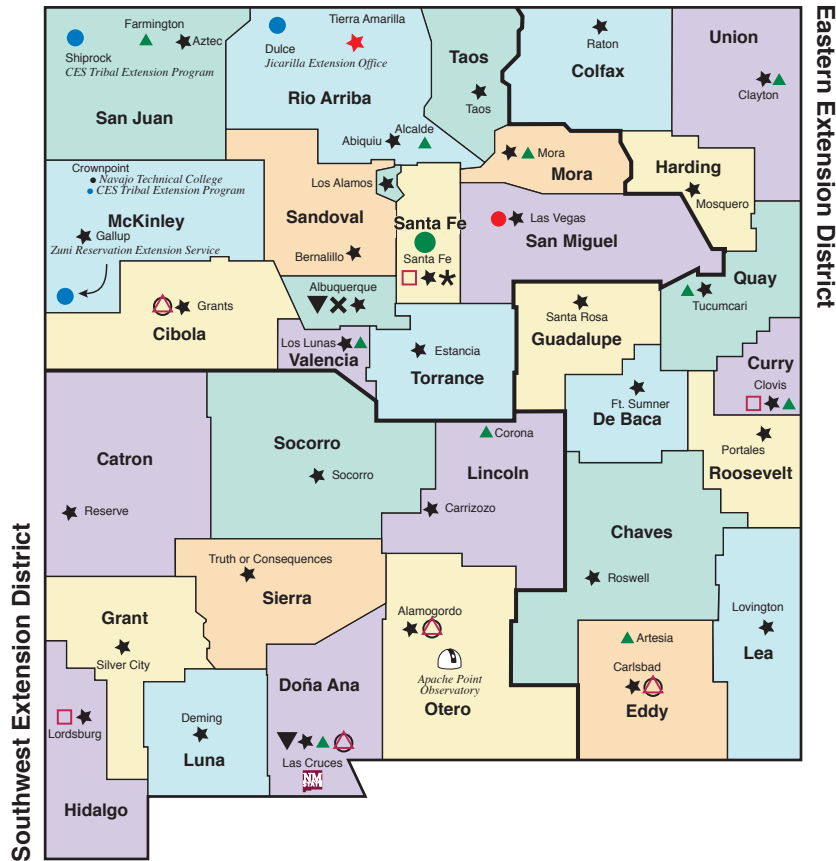 Eastern Extension District
Southwest Extension District
Farmington
Aztec
Shiprock
CES Tribal Extension Program
San Juan
Tierra Amarilla
Dulce
Jicarilla Extension Office
Rio Arriba
Abiquiu
Alcalde
Taos
Taos
Raton
Colfax
Union
Clayton
Crownpoint
Navajo Technical College
CES Tribal Extension Program
McKinley
Gallup
Zuni Reservation Extension Service
Los Alamos
Sandoval
Bernalillo
Santa Fe
Santa Fe
Mora
Mora
Harding
Mosquero
Las Vegas
San Miguel
Quay
Tucumcari
Grants
Cibola
Albuquerque
Los Lunas
Valencia
Estancia
Torrance
Santa Rosa
Guadalupe
Ft. Sumner
De Baca
Curry
Clovis
Portales
Roosevelt
Catron
Reserve
Socorro
Socorro
Corona
Lincoln
Carrizozo
Chaves
Roswell
Truth or Consequences
Sierra
Grant
Silver City
Alamogordo
Apache Point
Observatory
Otero
Artesia
Carlsbad
Eddy
Lovington
Lea
Lordsburg
Hidalgo
Deming
Luna
Doña Ana
Las Cruces
NM
STATE